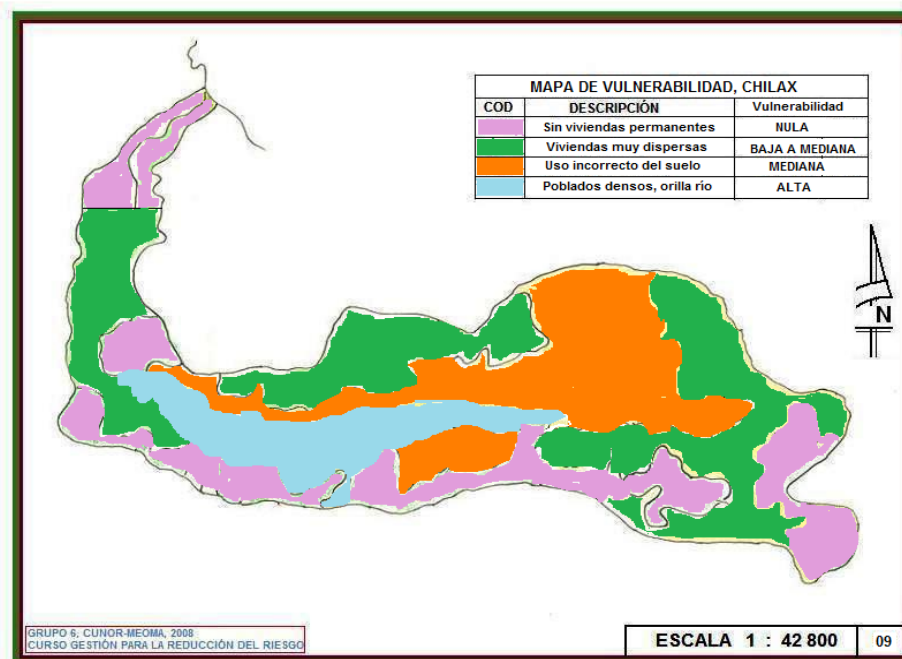 MAPA DE VULNERABILIDAD, CHILAX
COD DESCRIPCIÓN Vulnerabilidad
Sin viviendas permanentes NULA
Viviendas muy dispersas BAJA A MEDIANA
Uso incorrecto del suelo MEDIANA
Poblados densos, orilla río ALTA
N
GRUPO 6, CUNOR-MEOMA, 2008
CURSO GESTIÓN PARA LA REDUCCIÓN DEL RIESGO
ESCALA 1 : 42 800 09